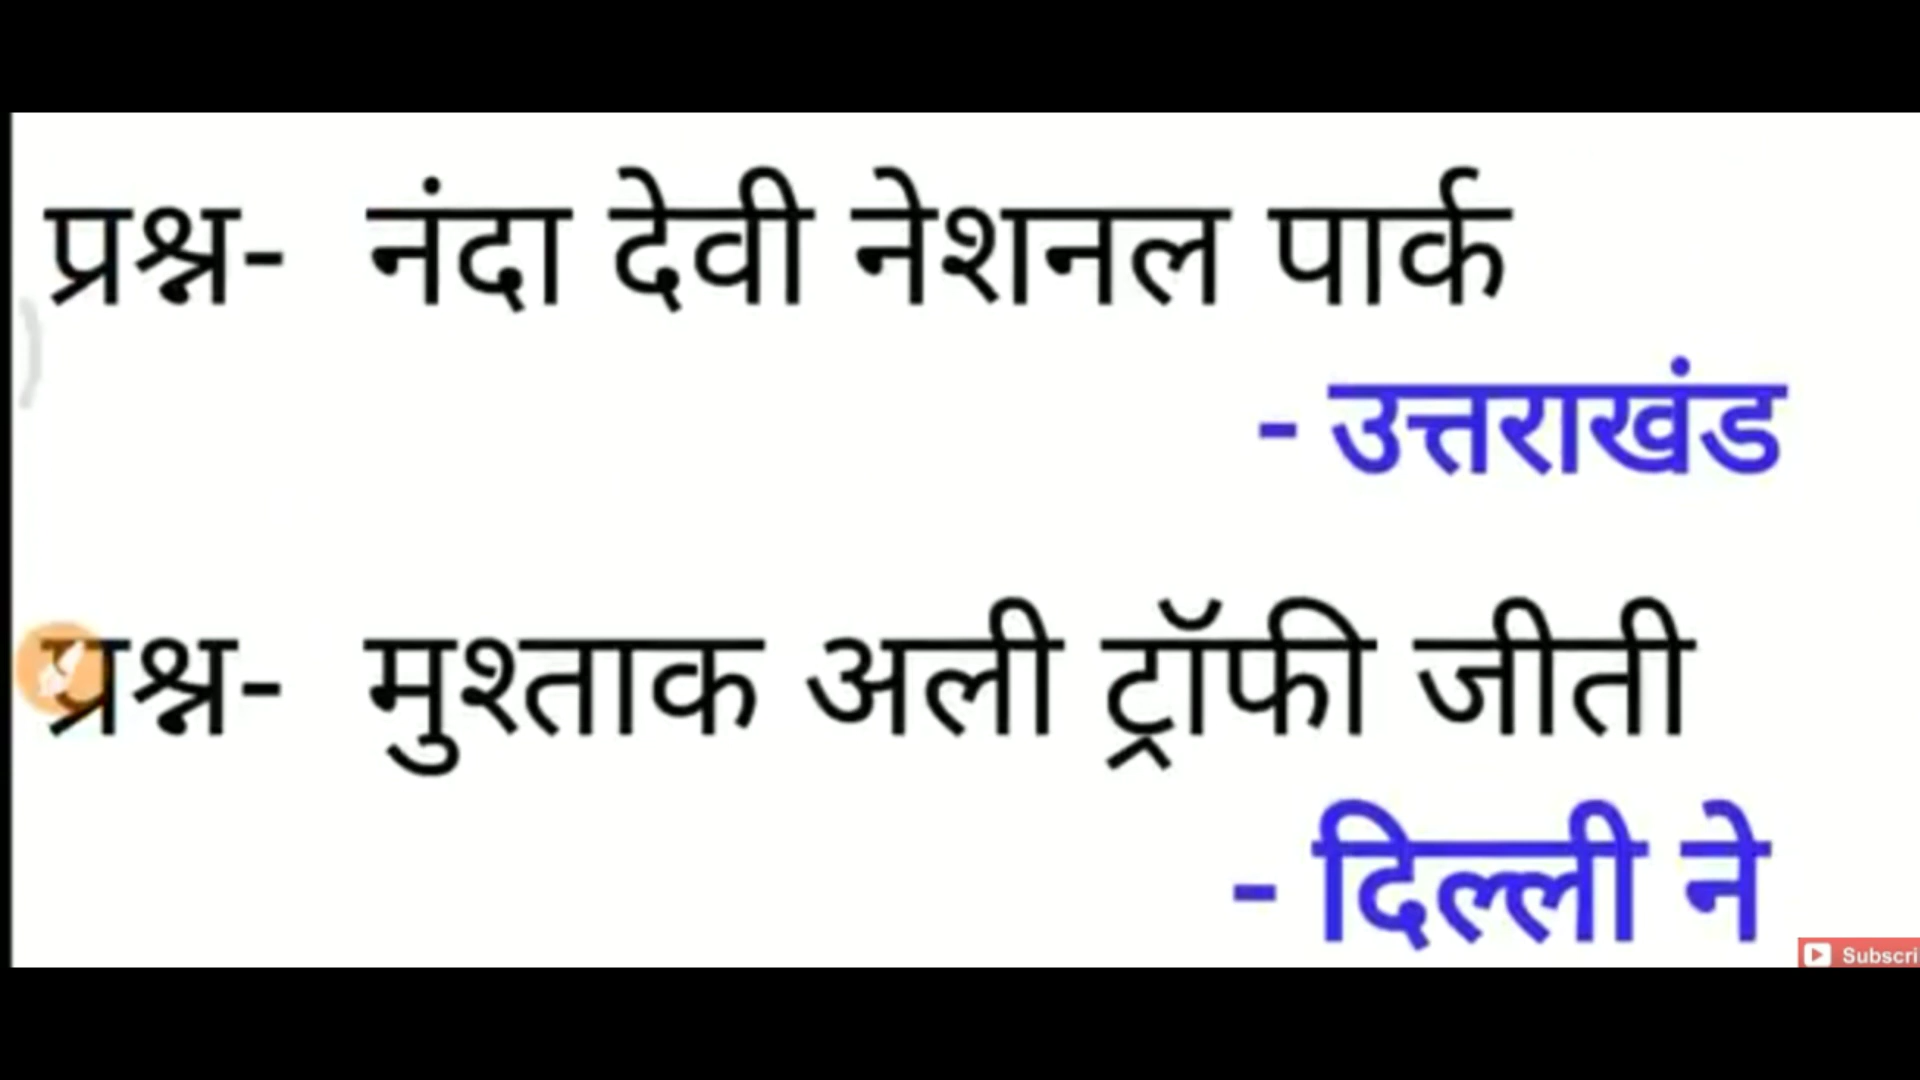 प्रश्न- नंदा देवी नेशनल पार्क
- उत्तराखंड
प्रश्न- मुश्ताक अली ट्रॉफी जीती
- दिल्ली ने
Subscri